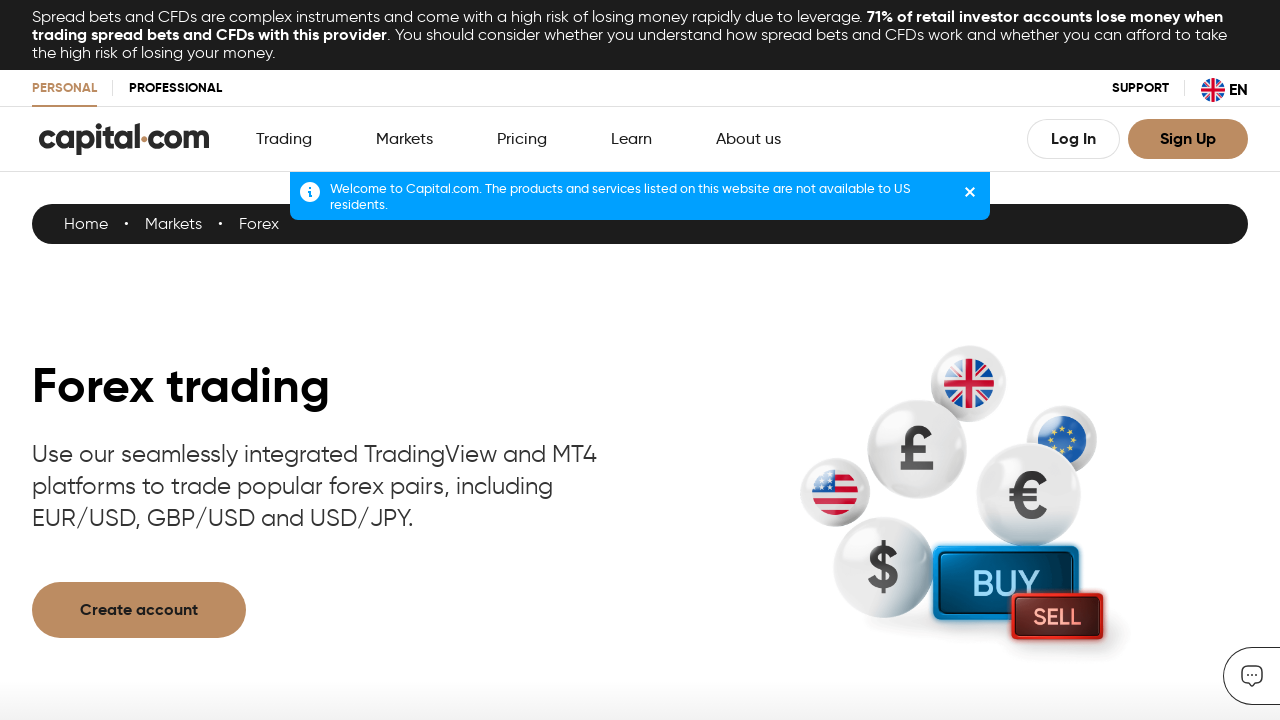 Spread bets and CFDs are complex instruments and come with a high risk of losing money rapidly due to leverage. 71% of retail investor accounts lose money when
trading spread bets and CFDs with this provider. You should consider whether you understand how spread bets and CFDs work and whether you can afford to take
the high risk of losing your money.
PERSONAL PROFESSIONAL SUPPORT EN
capital.com Trading Markets Pricing Learn About us Log In Sign Up
Welcome to Capital.com. The products and services listed on this website are not available to US
residents.
Home • Markets • Forex
Forex trading
Use our seamlessly integrated TradingView and MT4
platforms to trade popular forex pairs, including
EUR/USD, GBP/USD and USD/JPY.
Create account
£
€
$
BUY
SELL